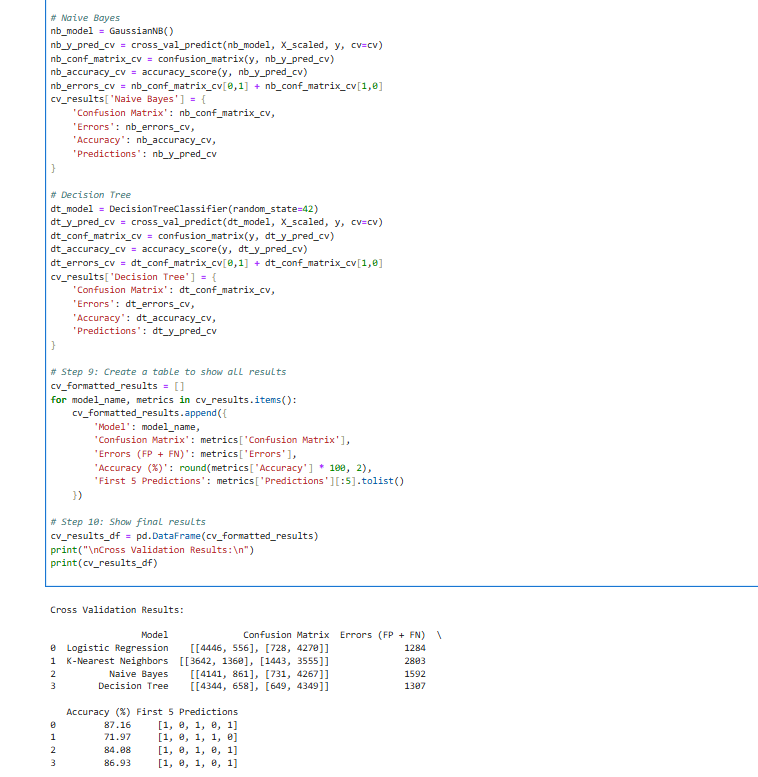 # Naive Bayes
nb_model = GaussianNB()
nb_y_pred_cv = cross_val_predict(nb_model, X_scaled, y, cv=cv)
nb_conf_matrix_cv = confusion_matrix(y, nb_y_pred_cv)
nb_accuracy_cv = accuracy_score(y, nb_y_pred_cv)
nb_errors_cv = nb_conf_matrix_cv[0,1] + nb_conf_matrix_cv[1,0]
cv_results['Naive Bayes'] = {
    'Confusion Matrix': nb_conf_matrix_cv,
    'Errors': nb_errors_cv,
    'Accuracy': nb_accuracy_cv,
    'Predictions': nb_y_pred_cv
}
# Decision Tree
dt_model = DecisionTreeClassifier(random_state=42)
dt_y_pred_cv = cross_val_predict(dt_model, X_scaled, y, cv=cv)
dt_conf_matrix_cv = confusion_matrix(y, dt_y_pred_cv)
dt_accuracy_cv = accuracy_score(y, dt_y_pred_cv)
dt_errors_cv = dt_conf_matrix_cv[0,1] + dt_conf_matrix_cv[1,0]
cv_results['Decision Tree'] = {
    'Confusion Matrix': dt_conf_matrix_cv,
    'Errors': dt_errors_cv,
    'Accuracy': dt_accuracy_cv,
    'Predictions': dt_y_pred_cv
}
# Step 9: Create a table to show all results
cv_formatted_results = []
for model_name, metrics in cv_results.items():
    cv_formatted_results.append({
        'Model': model_name,
        'Confusion Matrix': metrics['Confusion Matrix'],
        'Errors (FP + FN)': metrics['Errors'],
        'Accuracy (%)': round(metrics['Accuracy'] * 100, 2),
        'First 5 Predictions': metrics['Predictions'][:5].tolist()
    })
# Step 10: Show final results
cv_results_df = pd.DataFrame(cv_formatted_results)
print("\nCross Validation Results:\n")
print(cv_results_df)
Cross Validation Results:
Model Confusion Matrix Errors (FP + FN) \
0 Logistic Regression [[4446, 556], [728, 4270]] 1284
1 K-Nearest Neighbors [[3642, 1360], [1443, 3555]] 2803
2 Naive Bayes [[4141, 861], [731, 4267]] 1592
3 Decision Tree [[4344, 658], [649, 4349]] 1307
Accuracy (%) First 5 Predictions
0 87.16 [1, 0, 1, 0, 1]
1 71.97 [1, 0, 1, 1, 0]
2 84.08 [1, 0, 1, 0, 1]
3 86.93 [1, 0, 1, 0, 1]